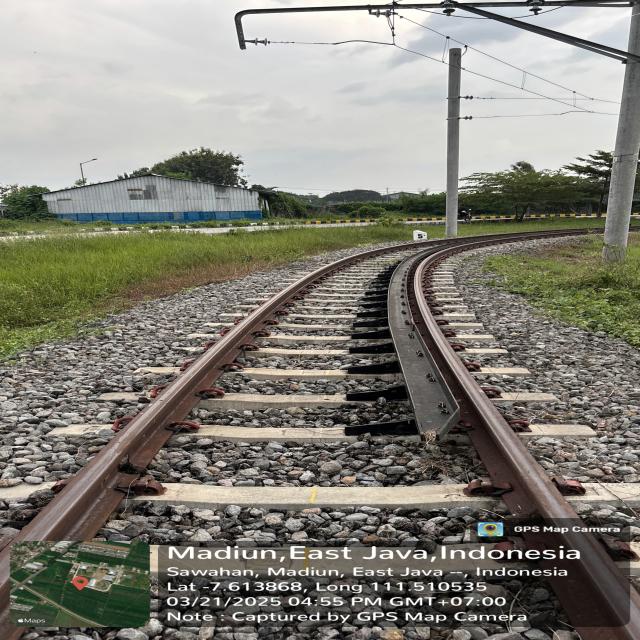 5
GPS Map Camera
Madiun,East Java,Indonesia
Sawahan, Madiun, East Java –, Indonesia
Lat -7.613868, Long 111.510535
03/21/2025 04:55 PM GMT+07:00
Note : Captured by GPS Map Camera
Maps